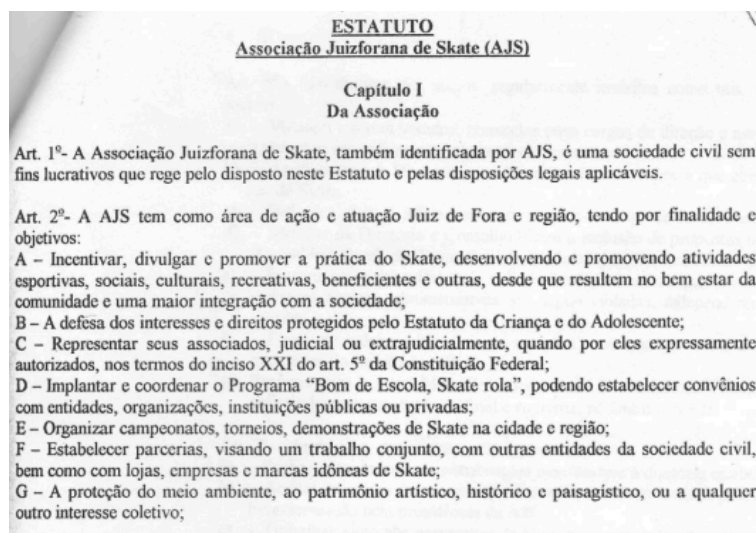 ESTATUTO
Associação Juizforana de Skate (AJS)
Capítulo I
Da Associação
Art. 1º- A Associação Juizforana de Skate, também identificada por AJS, é uma sociedade civil sem
fins lucrativos que rege pelo disposto neste Estatuto e pelas disposições legais aplicáveis.
Art. 2º- A AJS tem como área de ação e atuação Juiz de Fora e região, tendo por finalidade e
objetivos:
A – Incentivar, divulgar e promover a prática do Skate, desenvolvendo e promovendo atividades
esportivas, sociais, culturais, recreativas, beneficientes e outras, desde que resultem no bem estar da
comunidade e uma maior integração com a sociedade;
B – A defesa dos interesses e direitos protegidos pelo Estatuto da Criança e do Adolescente;
C – Representar seus associados, judicial ou extrajudicialmente, quando por eles expressamente
autorizados, nos termos do inciso XXI do art. 5º da Constituição Federal;
D – Implantar e coordenar o Programa “Bom de Escola, Skate rola”, podendo estabelecer convênios
com entidades, organizações, instituições públicas ou privadas;
E – Organizar campeonatos, torneios, demonstrações de Skate na cidade e região;
F – Estabelecer parcerias, visando um trabalho conjunto, com outras entidades da sociedade civil,
bem como com lojas, empresas e marcas idôneas de Skate;
G – A proteção do meio ambiente, ao patrimônio artístico, histórico e paisagístico, ou a qualquer
outro interesse coletivo;